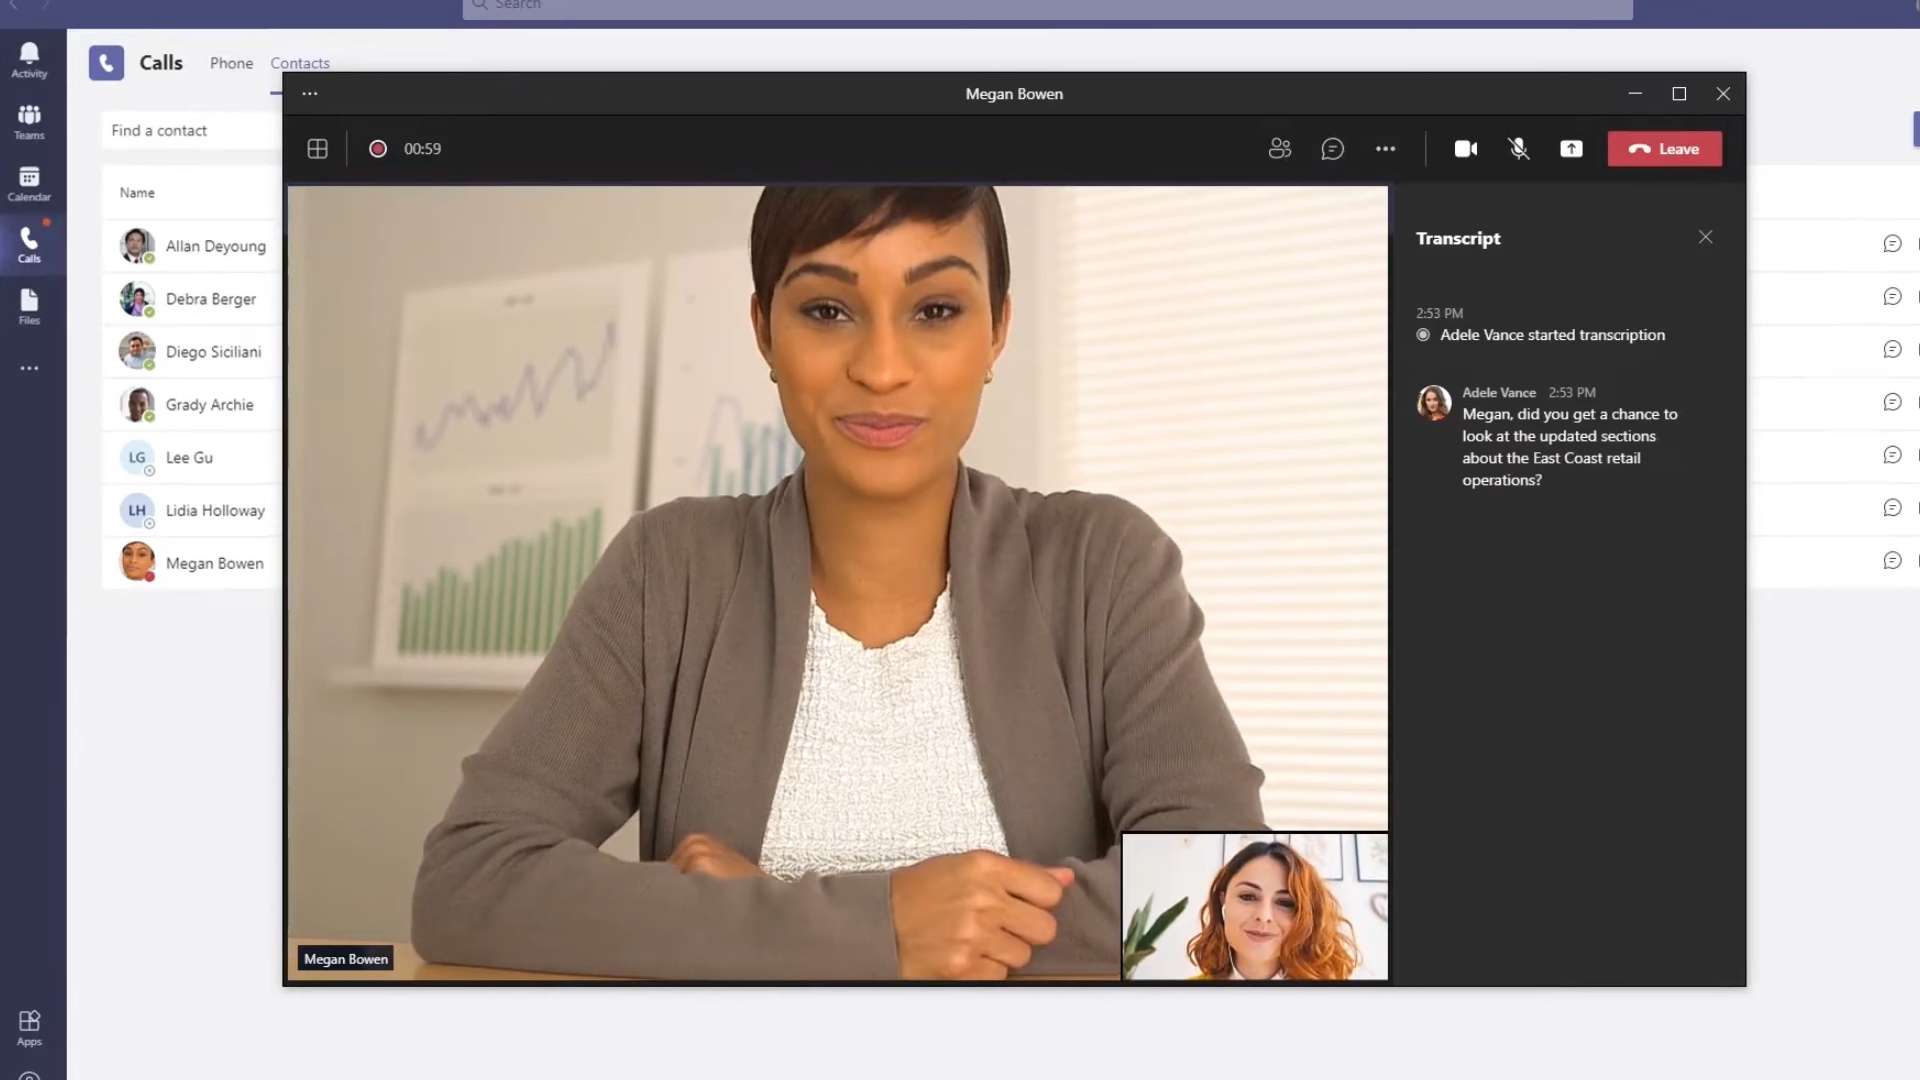 Search
Activity
Teams
Calendar
Calls
Files
Apps
Calls Phone Contacts
Find a contact
Name
Allan Deyoung
Debra Berger
Diego Siciliani
Grady Archie
LG Lee Gu
LH Lidia Holloway
Megan Bowen
Megan Bowen
00:59
Leave
Megan Bowen
Transcript
2:53 PM
Adele Vance started transcription
Adele Vance 2:53 PM
Megan, did you get a chance to
look at the updated sections
about the East Coast retail
operations?